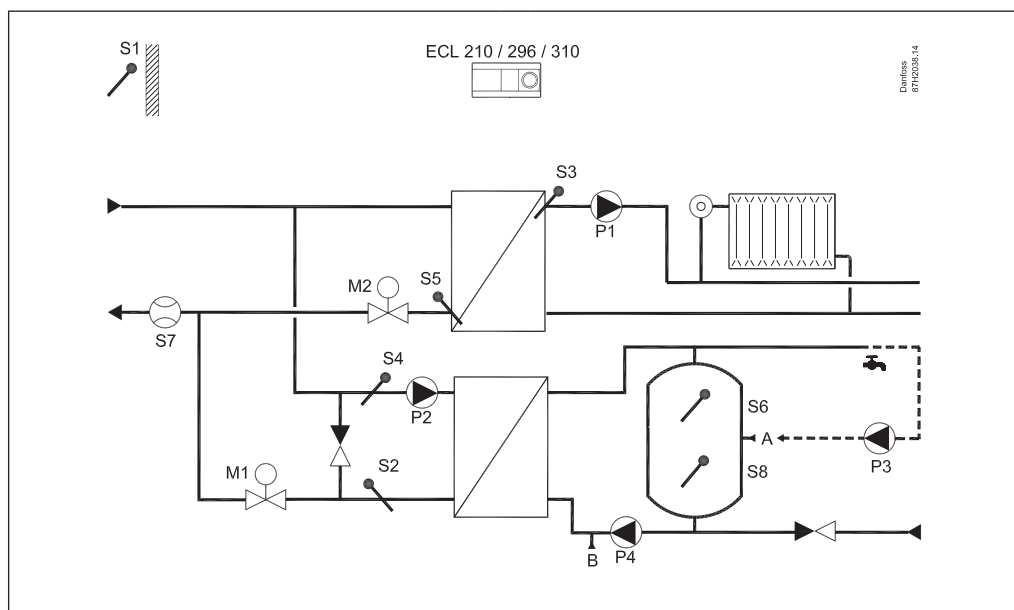 S1
ECL 210 / 296 / 310
Danfoss
87H2038.14
S3
P1
M2
S5
S7
S4
P2
S6
A
P3
S8
M1
S2
B
P4